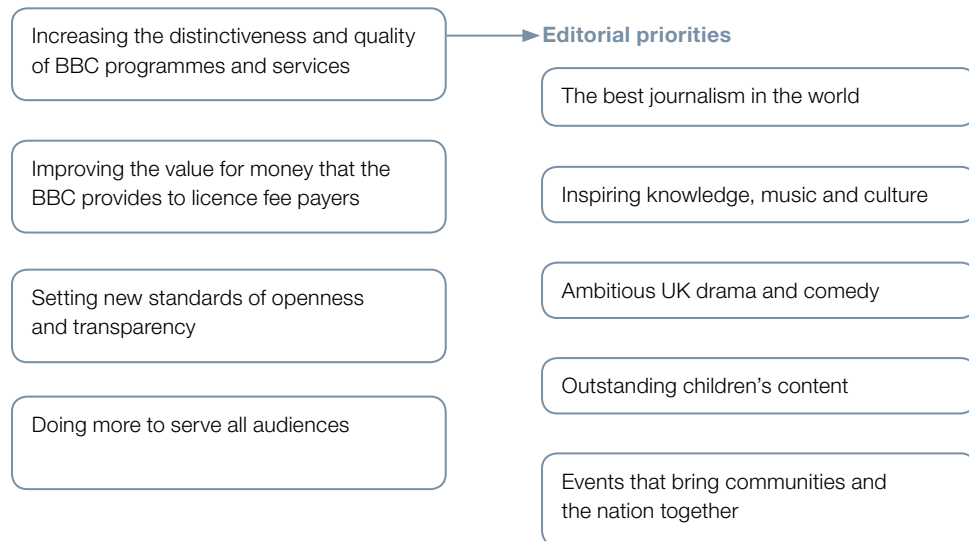 Increasing the distinctiveness and quality
of BBC programmes and services
Improving the value for money that the
BBC provides to licence fee payers
Setting new standards of openness
and transparency
Doing more to serve all audiences
Editorial priorities
The best journalism in the world
Inspiring knowledge, music and culture
Ambitious UK drama and comedy
Outstanding children’s content
Events that bring communities and
the nation together